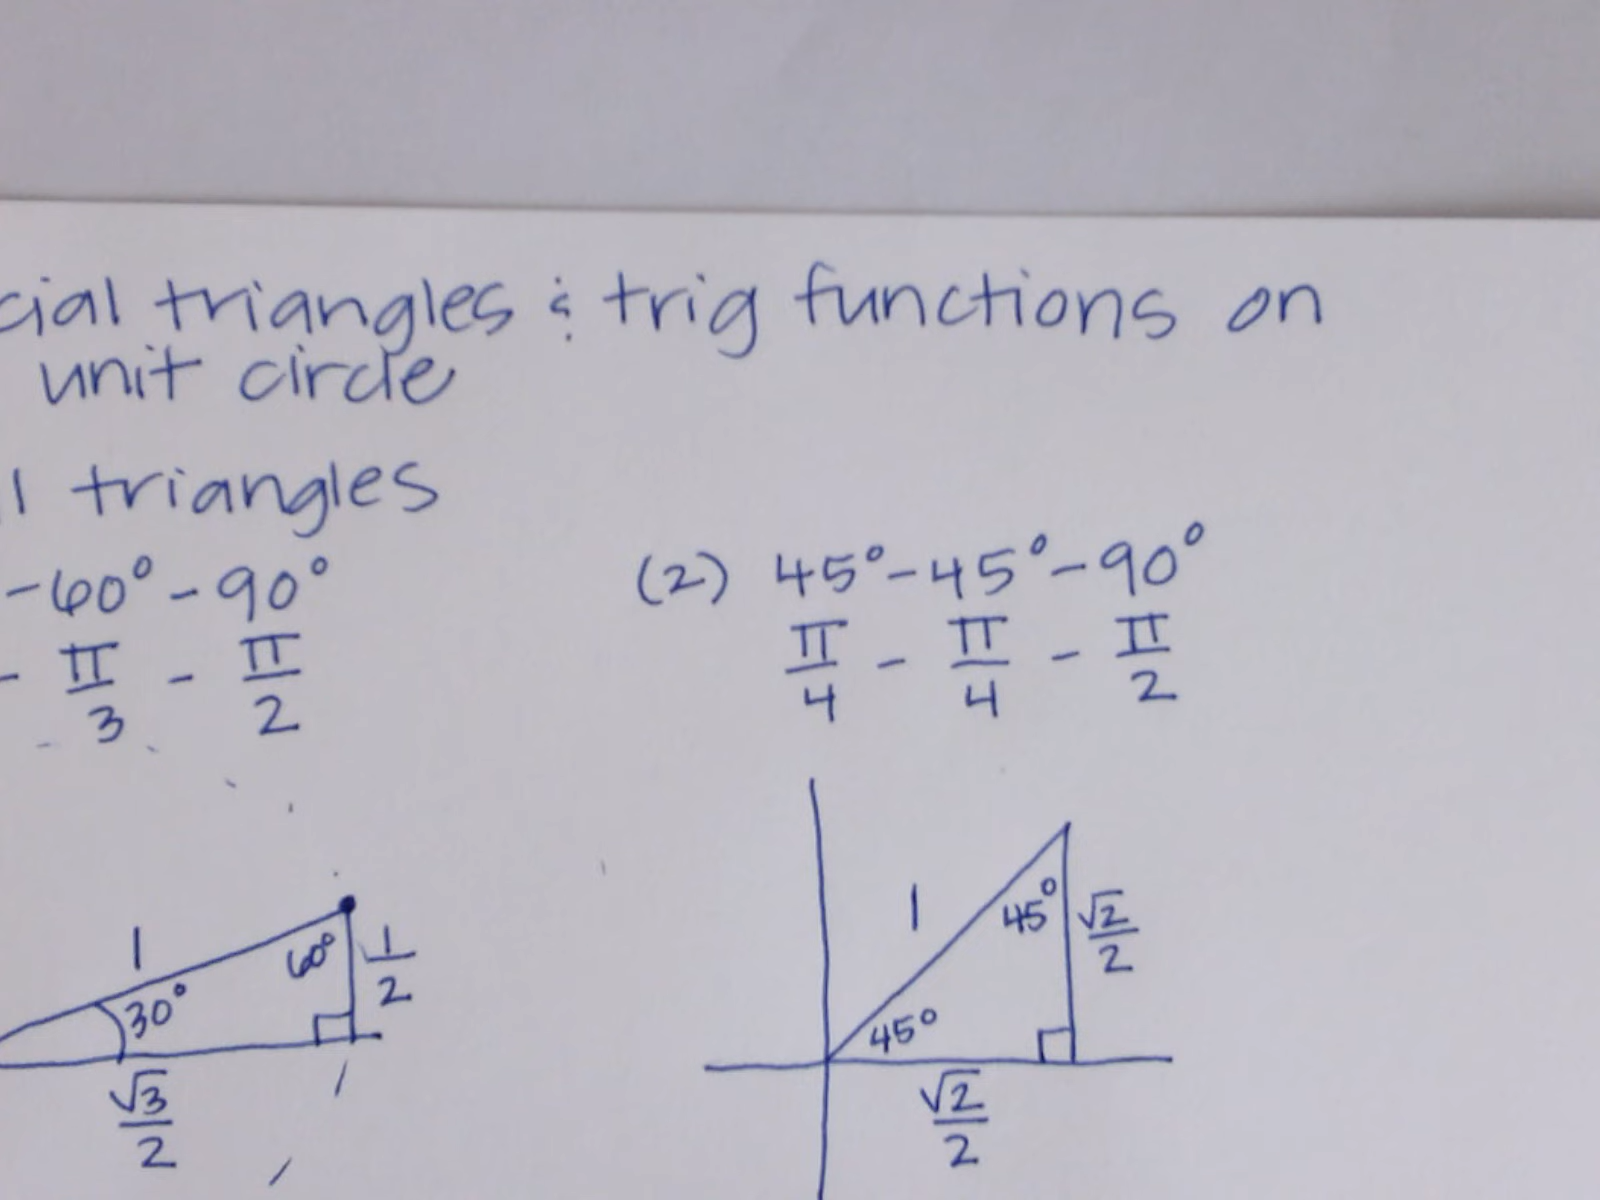 cial triangles & trig functions on
unit circle
l triangles
-60°-90°
- π/3 - π/2
(2) 45°-45°-90°
π/4 - π/4 - π/2
1
60°
1/2
30°
√3/2
1
45°
√2/2
45°
√2/2